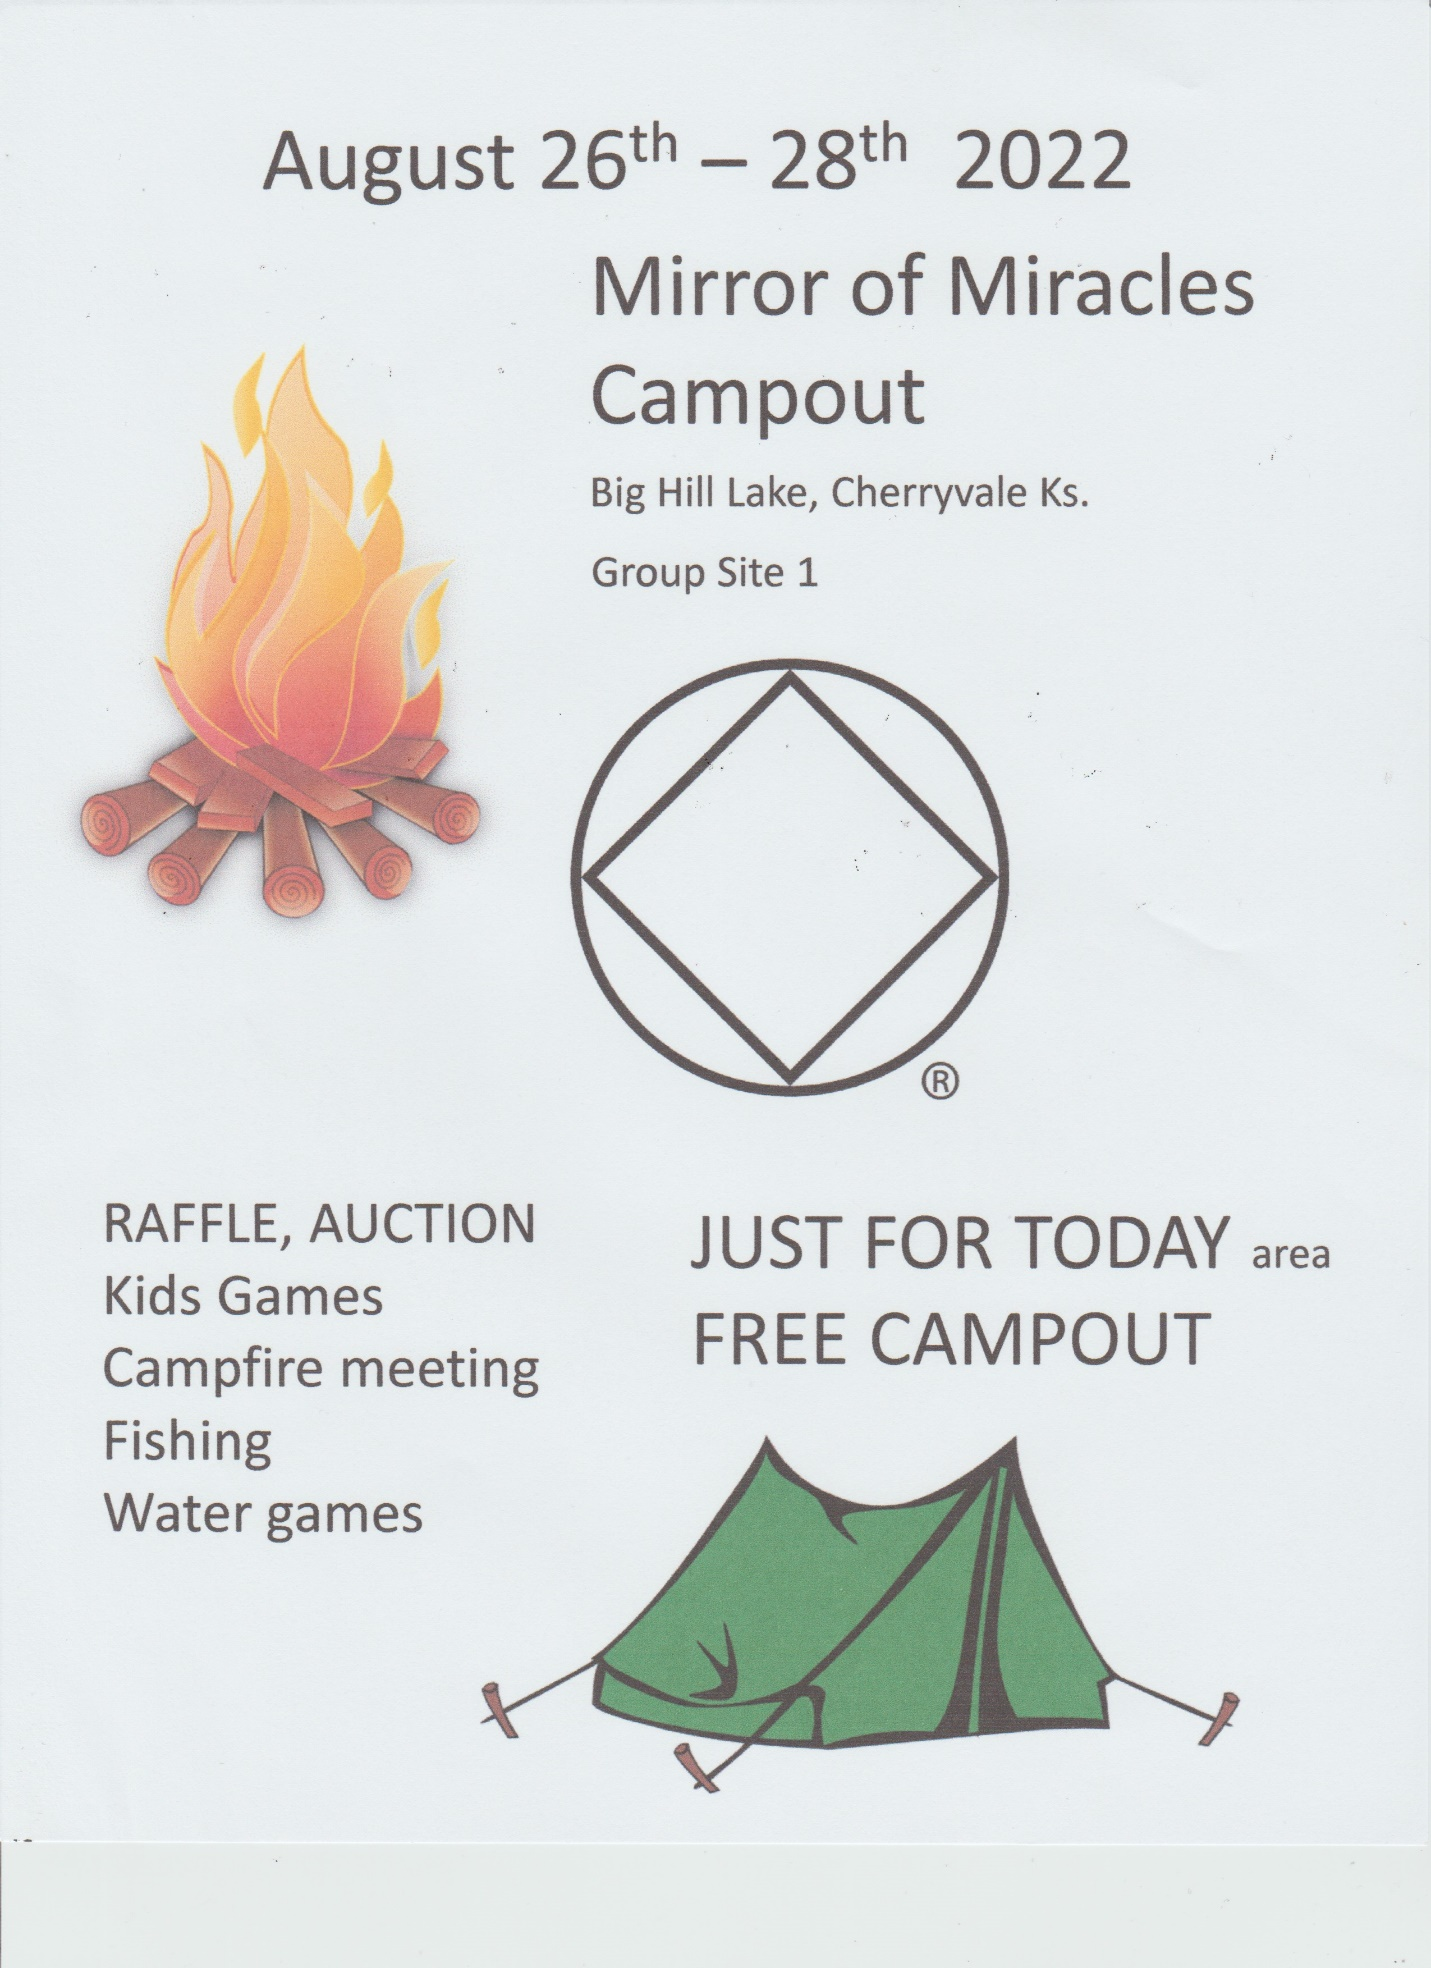 August 26th – 28th 2022
Mirror of Miracles
Campout
Big Hill Lake, Cherryvale Ks.
Group Site 1
®
RAFFLE, AUCTION
Kids Games
Campfire meeting
Fishing
Water games
JUST FOR TODAY area
FREE CAMPOUT